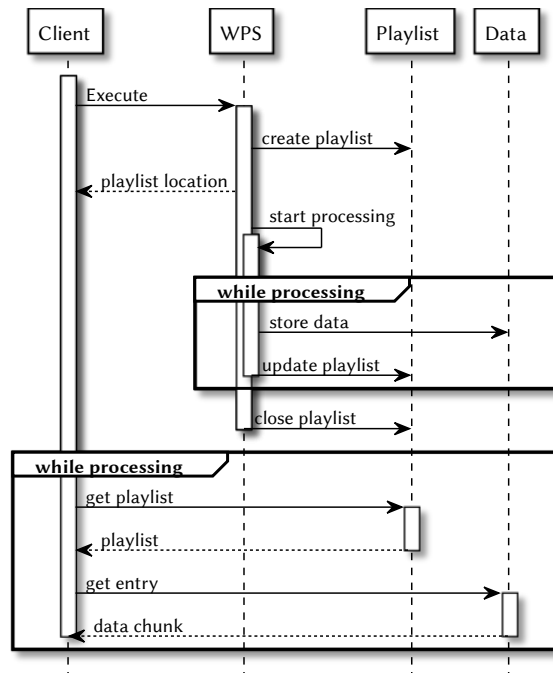 Client WPS Playlist Data
Execute
create playlist
playlist location
start processing
while processing
store data
update playlist
close playlist
while processing
get playlist
playlist
get entry
data chunk